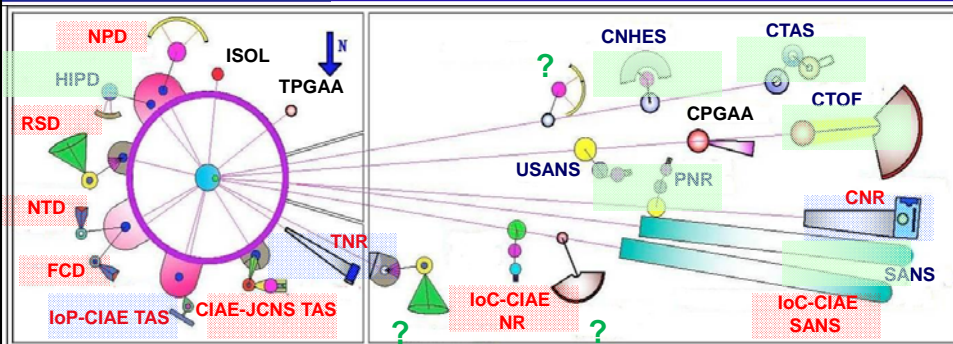 NPD
ISOL
N
HIPD
TPGAA
RSD
NTD
FCD
IoP-CIAE TAS
CIAE-JCNS TAS
TNR
?
CNHES
CTAS
CPGAA
CTOF
USANS
PNR
CNR
SANS
IoC-CIAE
NR
IoC-CIAE
SANS
?
?